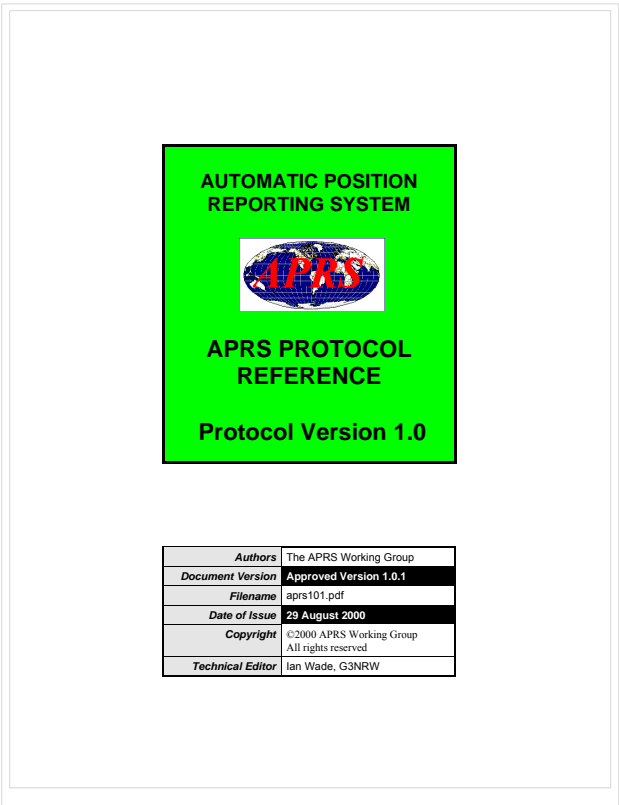 AUTOMATIC POSITION
REPORTING SYSTEM
APRS
APRS PROTOCOL
REFERENCE
Protocol Version 1.0
Authors The APRS Working Group
Document Version Approved Version 1.0.1
Filename aprs101.pdf
Date of Issue 29 August 2000
Copyright ©2000 APRS Working Group
All rights reserved
Technical Editor Ian Wade, G3NRW